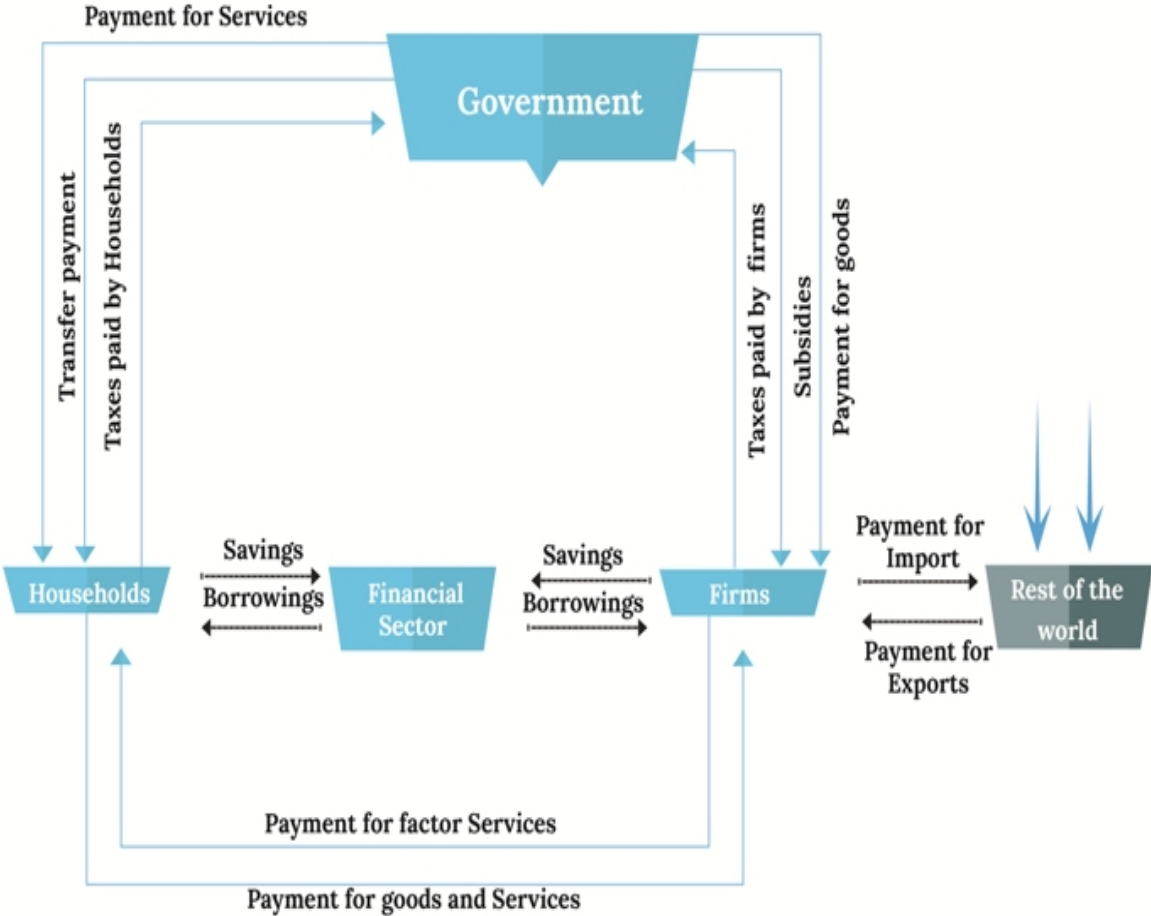 Payment for Services
Government
Transfer payment
Taxes paid by Households
Taxes paid by firms
Subsidies
Payment for goods
Households
Savings
Borrowings
Financial
Sector
Savings
Borrowings
Firms
Payment for
Import
Payment for
Exports
Rest of the
world
Payment for factor Services
Payment for goods and Services